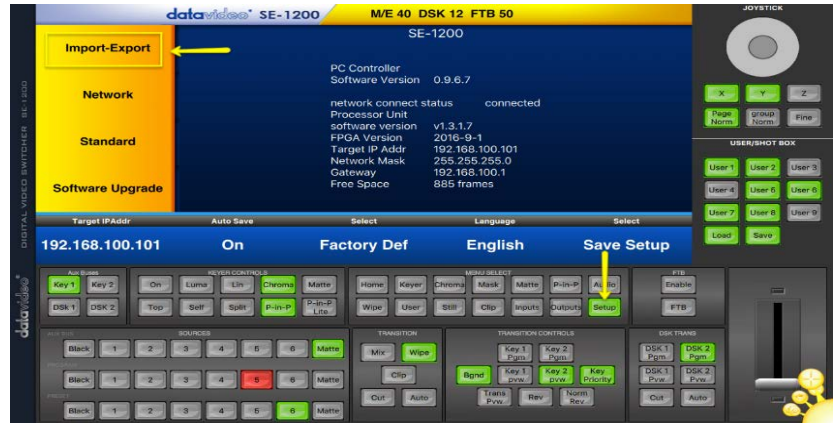 datavideo SE-1200 M/E 40 DSK 12 FTB 50
JOYSTICK
SE-1200
Import-Export
Network
Standard
Software Upgrade
PC Controller
Software Version 0.9.6.7
network connect status connected
Processor Unit
software version v1.3.1.7
FPGA Version 2016-9-1
Target IP Addr 192.168.100.101
Network Mask 255.255.255.0
Gateway 192.168.100.1
Free Space 885 frames
X Y Z
Page Norm group Norm Fine
USER/SHOT BOX
User 1 User 2 User 3
User 4 User 5 User 6
User 7 User 8 User 9
Load Save
DIGITAL VIDEO SWITCHER SE-1200
datavideo
Target IPAddr Auto Save Select Language Select
192.168.100.101 On Factory Def English Save Setup
Aux Buses KEYER CONTROLS MENU SELECT FTB
Key 1 Key 2 On Luma Lin Chroma Matte Home Keyer Chroma Mask Matte P-in-P Audio Enable
DSk 1 DSK 2 Top Self Split P-in-P P-in-P Lite Wipe User Still Clip Inputs Outputs Setup FTB
AUX BUS SOURCES TRANSITION TRANSITION CONTROLS DSK TRANS
Black 1 2 3 4 5 6 Matte
PROGRAM
Black 1 2 3 4 5 6 Matte
PRESET
Black 1 2 3 4 5 6 Matte
Mix Wipe
Clip
Cut Auto
Key 1 Pgm Key 2 Pgm
Bgnd Key 1 pvw Key 2 pvw Key Priority
Trans Pvw Rev Norm Rev
DSK 1 Pgm DSK 2 Pgm
DSK 1 Pvw DSK 2 Pvw
Cut Auto